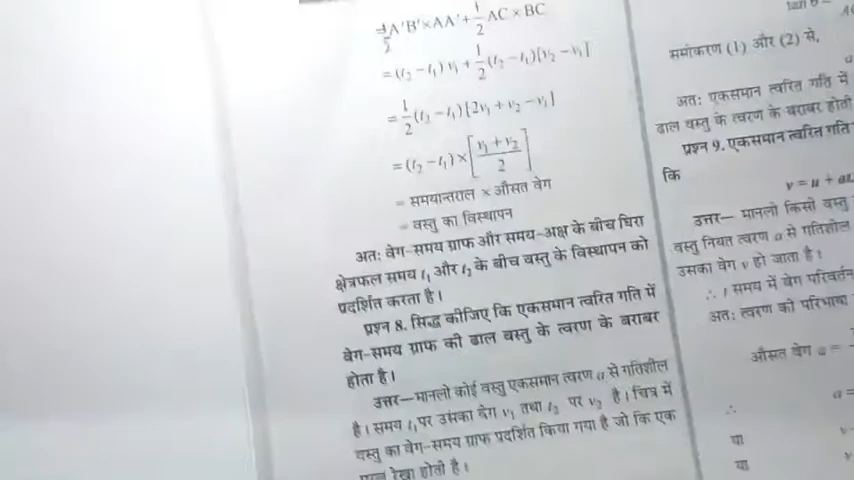 = A'B' × AA' + 1/2 AC × BC
= (t₂ − t₁) v₁ + 1/2 (t₂ − t₁) [v₂ − v₁]
= 1/2 (t₂ − t₁) [2v₁ + v₂ − v₁]
= (t₂ − t₁) × [v₁ + v₂ / 2]
= समयान्तराल × औसत वेग
= वस्तु का विस्थापन
अतः वेग-समय ग्राफ और समय-अक्ष के बीच घिरा
क्षेत्रफल समय t₁ और t₂ के बीच वस्तु के विस्थापन को
प्रदर्शित करता है।
प्रश्न 8. सिद्ध कीजिए कि एकसमान त्वरित गति में
वेग-समय ग्राफ की ढाल वस्तु के त्वरण के बराबर
होता है।
उत्तर—मानलो कोई वस्तु एकसमान त्वरण a से गतिशील
है। समय t₁ पर उसका वेग v₁ तथा t₂ पर v₂ है। चित्र में
वस्तु का वेग-समय ग्राफ प्रदर्शित किया गया है जो कि एक
रेखा होती है।
समीकरण (1) और (2) से,
अतः एकसमान त्वरित गति में
ढाल वस्तु के त्वरण के बराबर होती
प्रश्न 9. एकसमान त्वरित गति
कि
v = u + at
उत्तर— मानलो किसी वस्तु
वस्तु नियत त्वरण a से गतिशील
उसका वेग v हो जाता है।
∴ t समय में वेग परिवर्तन
अतः त्वरण की परिभाषा
औसत वेग a =
∴ a =
या v
या v